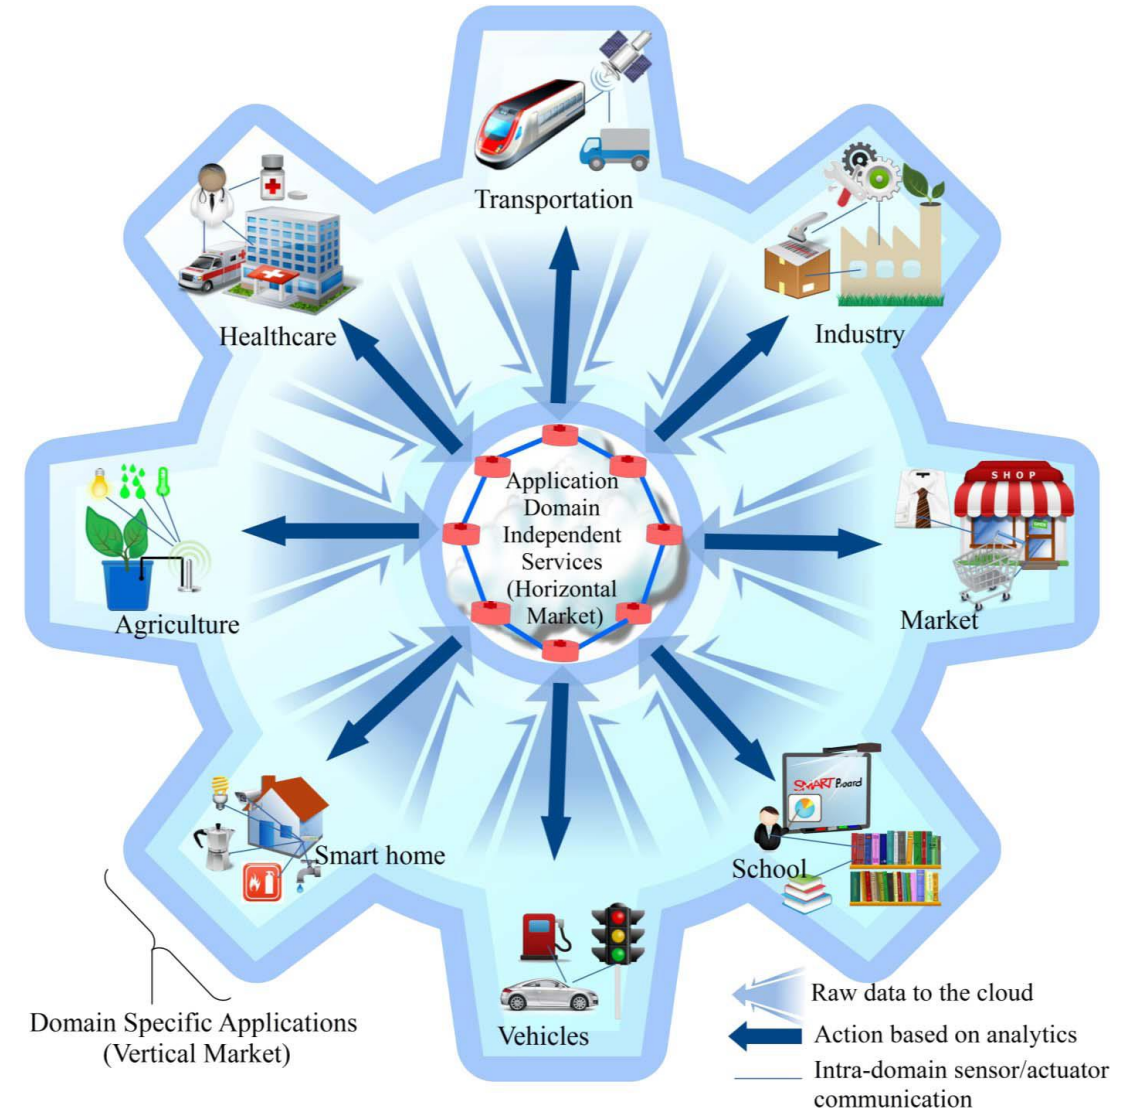 Transportation
Healthcare
Industry
SHOP
Application
Domain
Independent
Services
(Horizontal
Market)
Agriculture
Market
SMART Board
Smart home
School
Vehicles
Domain Specific Applications
(Vertical Market)
Raw data to the cloud
Action based on analytics
Intra-domain sensor/actuator
communication